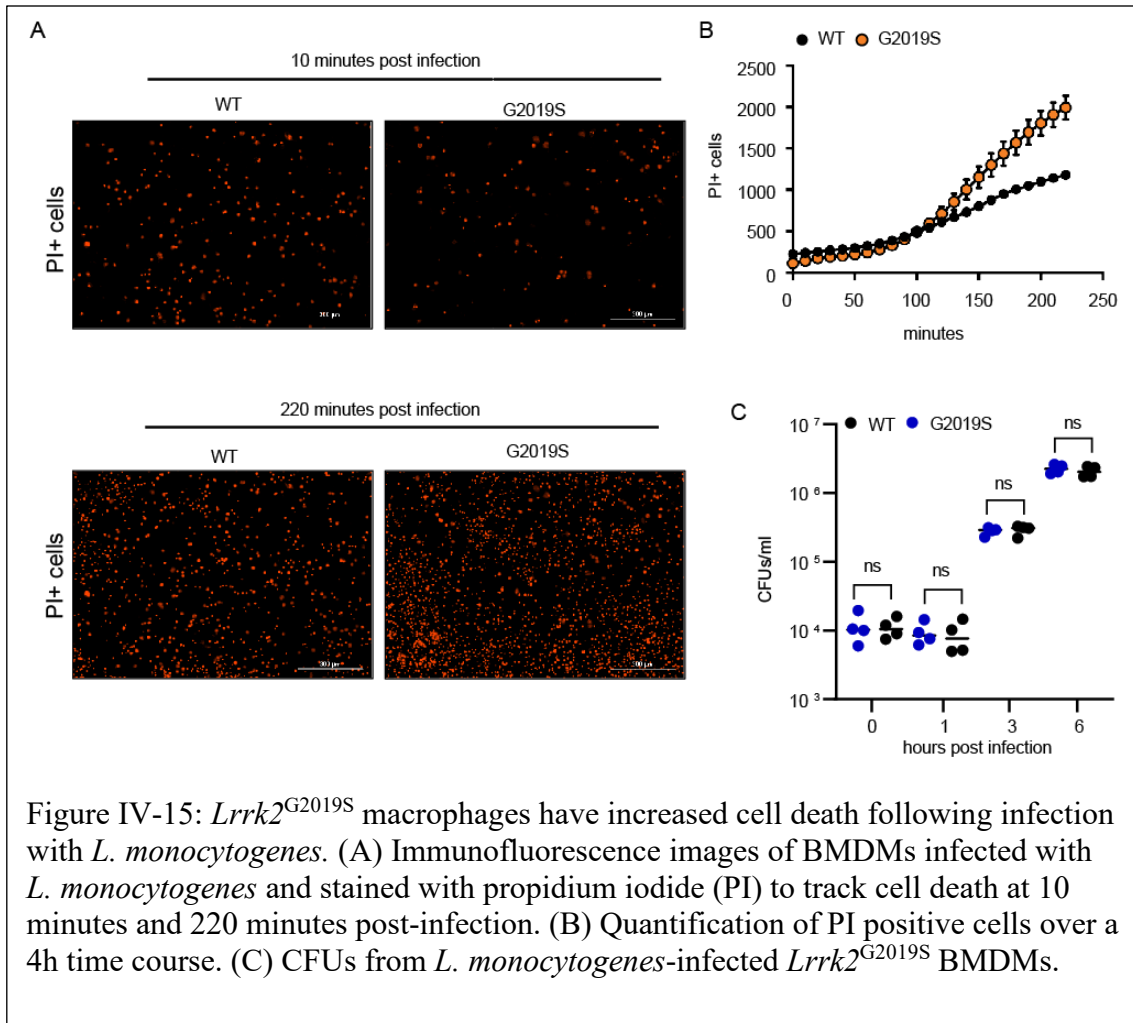 A
10 minutes post infection
WT
G2019S
PI+ cells
220 minutes post infection
WT
G2019S
PI+ cells
B
WT G2019S
2500
2000
1500
1000
500
0
PI+ cells
0 50 100 150 200 250
minutes
C
WT G2019S
10 7
10 6
10 5
10 4
10 3
CFUs/ml
ns
ns
ns
ns
0 1 3 6
hours post infection
Figure IV-15: Lrrk2G2019S macrophages have increased cell death following infection
with L. monocytogenes. (A) Immunofluorescence images of BMDMs infected with
L. monocytogenes and stained with propidium iodide (PI) to track cell death at 10
minutes and 220 minutes post-infection. (B) Quantification of PI positive cells over a
4h time course. (C) CFUs from L. monocytogenes-infected Lrrk2G2019S BMDMs.